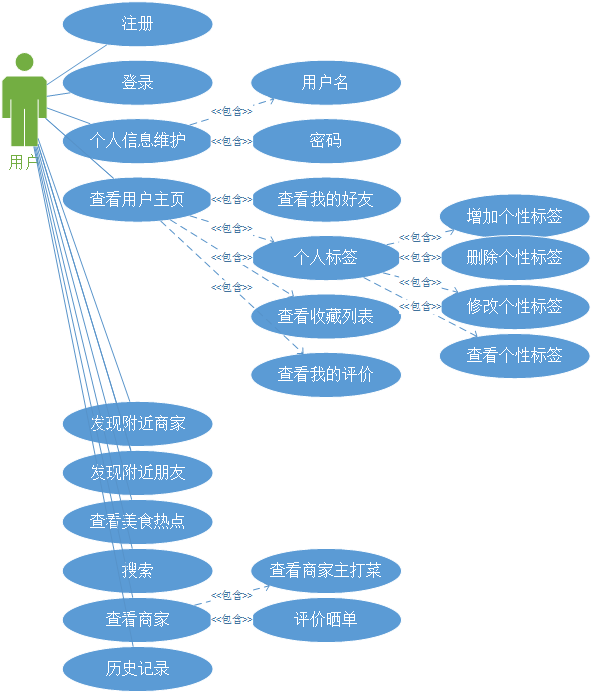 注册
登录
用户
个人信息维护
<<包含>>
用户名
<<包含>>
密码
查看用户主页
<<包含>>
查看我的好友
<<包含>>
个人标签
<<包含>>
增加个性标签
<<包含>>
删除个性标签
<<包含>>
修改个性标签
<<包含>>
查看个性标签
<<包含>>
查看收藏列表
<<包含>>
查看我的评价
发现附近商家
发现附近朋友
查看美食热点
搜索
查看商家
<<包含>>
查看商家主打菜
<<包含>>
评价晒单
历史记录